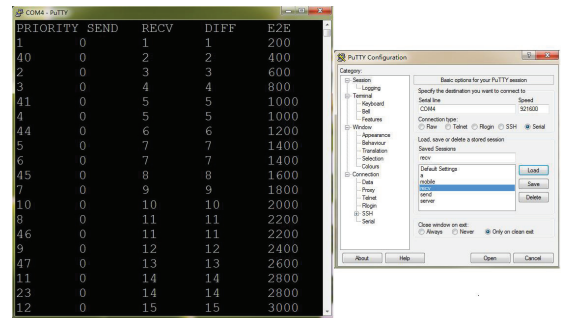 COM4 - PuTTY
PRIORITY SEND RECV DIFF E2E
1 0 1 1 200
40 0 2 2 400
2 0 3 3 600
3 0 4 4 800
41 0 5 5 1000
4 0 5 5 1000
44 0 6 6 1200
5 0 7 7 1400
6 0 7 7 1400
45 0 8 8 1600
7 0 9 9 1800
10 0 10 10 2000
8 0 11 11 2200
46 0 11 11 2200
9 0 12 12 2400
47 0 13 13 2600
11 0 14 14 2800
23 0 14 14 2800
12 0 15 15 3000
PuTTY Configuration
Category:
Session
Logging
Terminal
Keyboard
Bell
Features
Window
Appearance
Behaviour
Translation
Selection
Colours
Connection
Data
Proxy
Telnet
Rlogin
SSH
Serial
Basic options for your PuTTY session
Specify the destination you want to connect to
Serial line Speed
COM4 921600
Connection type:
Raw Telnet Rlogin SSH Serial
Load, save or delete a stored session
Saved Sessions
recv
Default Settings
a
mobile
recv
send
server
Load
Save
Delete
Close window on exit:
Always Never Only on clean exit
About Help Open Cancel